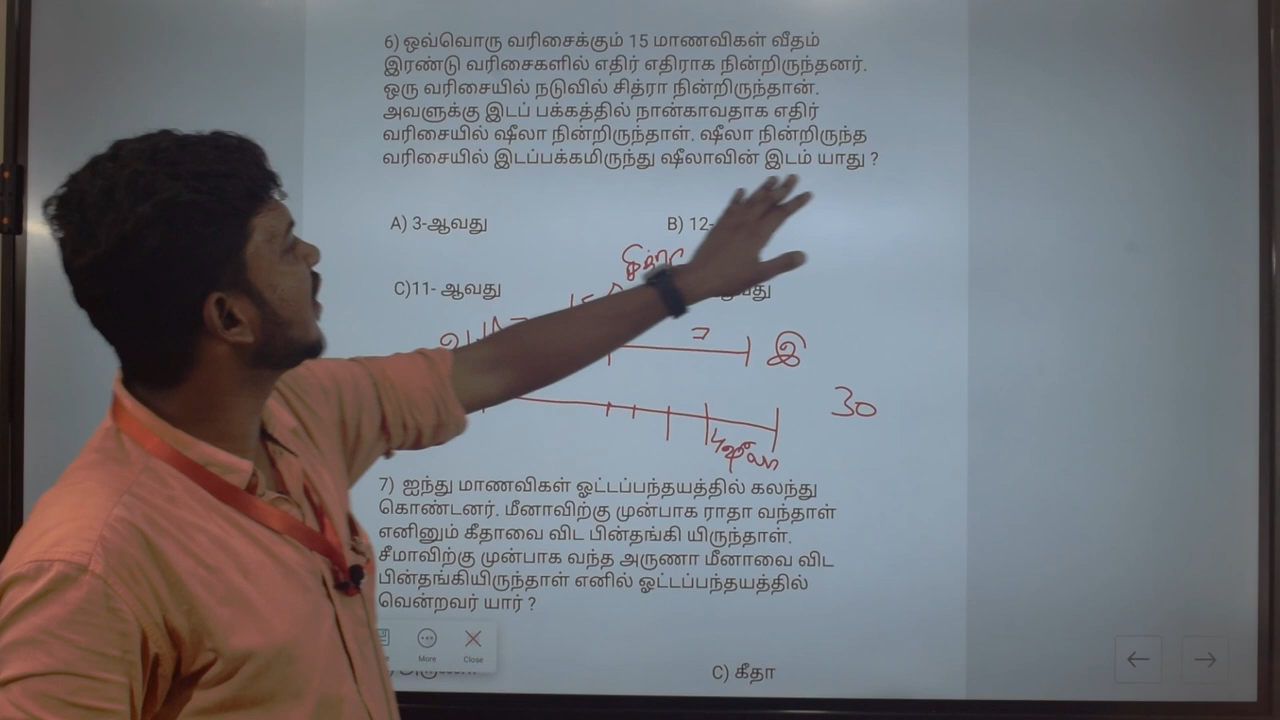 6) ஒவ்வொரு வரிசைக்கும் 15 மாணவிகள் வீதம்
இரண்டு வரிசைகளில் எதிர் எதிராக நின்றிருந்தனர்.
ஒரு வரிசையில் நடுவில் சித்ரா நின்றிருந்தான்.
அவளுக்கு இடப் பக்கத்தில் நான்காவதாக எதிர்
வரிசையில் ஷீலா நின்றிருந்தாள். ஷீலா நின்றிருந்த
வரிசையில் இடப்பக்கமிருந்து ஷீலாவின் இடம் யாது ?
A) 3-ஆவது
B) 12-
சித்ரா
C)11- ஆவது
இ
30
4
ஷீலா
7) ஐந்து மாணவிகள் ஓட்டப்பந்தயத்தில் கலந்து
கொண்டனர். மீனாவிற்கு முன்பாக ராதா வந்தாள்
எனினும் கீதாவை விட பின்தங்கி யிருந்தாள்.
சீமாவிற்கு முன்பாக வந்த அருணா மீனாவை விட
பின்தங்கியிருந்தாள் எனில் ஓட்டப்பந்தயத்தில்
வென்றவர் யார் ?
More
Close
C) கீதா